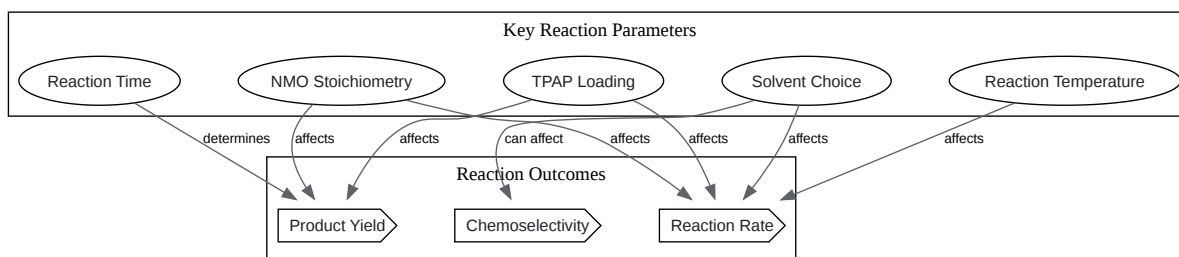 Key Reaction Parameters
Reaction Time
NMO Stoichiometry
TPAP Loading
Solvent Choice
Reaction Temperature
determines
affects
affects
can affect
affects
affects
affects
affects
Reaction Outcomes
Product Yield
Chemoselectivity
Reaction Rate